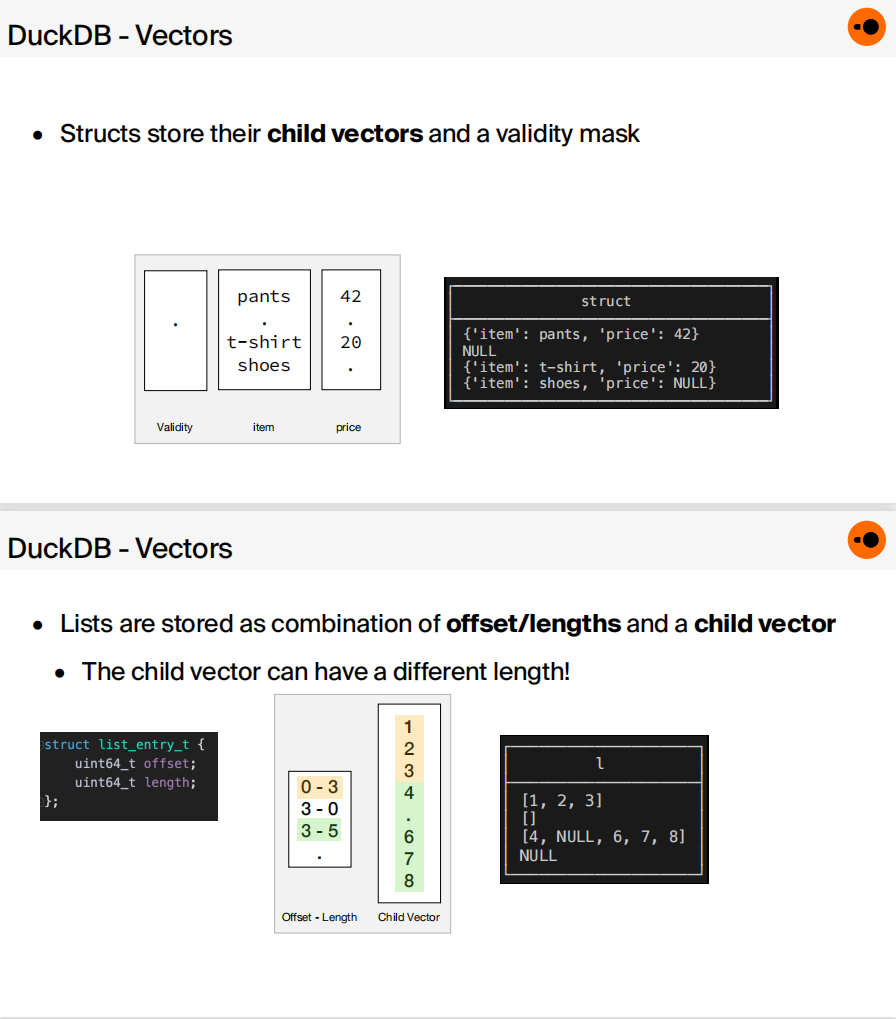 DuckDB - Vectors
• Structs store their child vectors and a validity mask
.
pants
.
t-shirt
shoes
42
.
20
.
Validity
item
price
struct
{'item': pants, 'price': 42}
NULL
{'item': t-shirt, 'price': 20}
{'item': shoes, 'price': NULL}
DuckDB - Vectors
• Lists are stored as combination of offset/lengths and a child vector
• The child vector can have a different length!
struct list_entry_t {
uint64_t offset;
uint64_t length;
};
0 - 3
3 - 0
3 - 5
.
Offset - Length
1
2
3
4
.
6
7
8
Child Vector
l
[1, 2, 3]
[]
[4, NULL, 6, 7, 8]
NULL